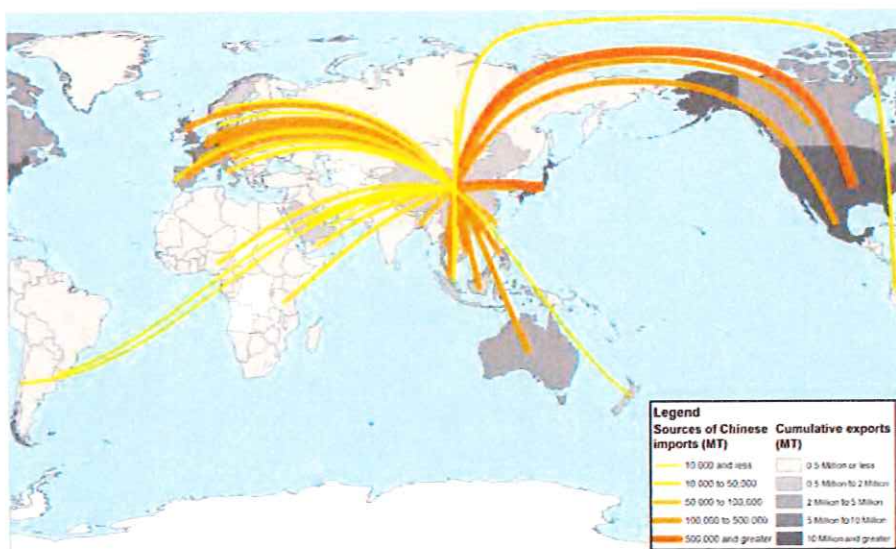 Legend
Sources of Chinese imports (MT)
10,000 and less
10,000 to 50,000
50,000 to 100,000
100,000 to 500,000
500,000 and greater
Cumulative exports (MT)
0.5 Million or less
0.5 Million to 2 Million
2 Million to 5 Million
5 Million to 10 Million
10 Million and greater